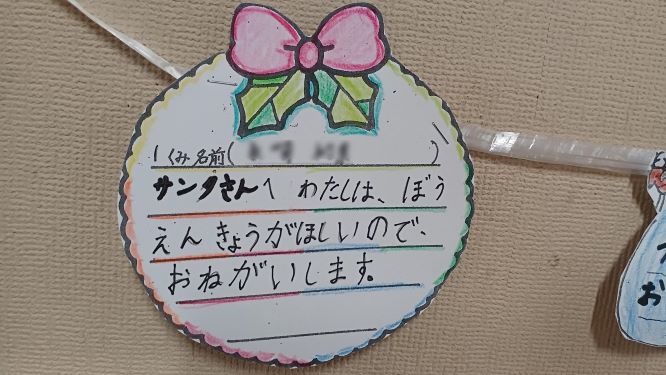 1くみ 名前( )
サンタさんへ わたしは、ぼう
えんきょうがほしいので、
おねがいします。
お